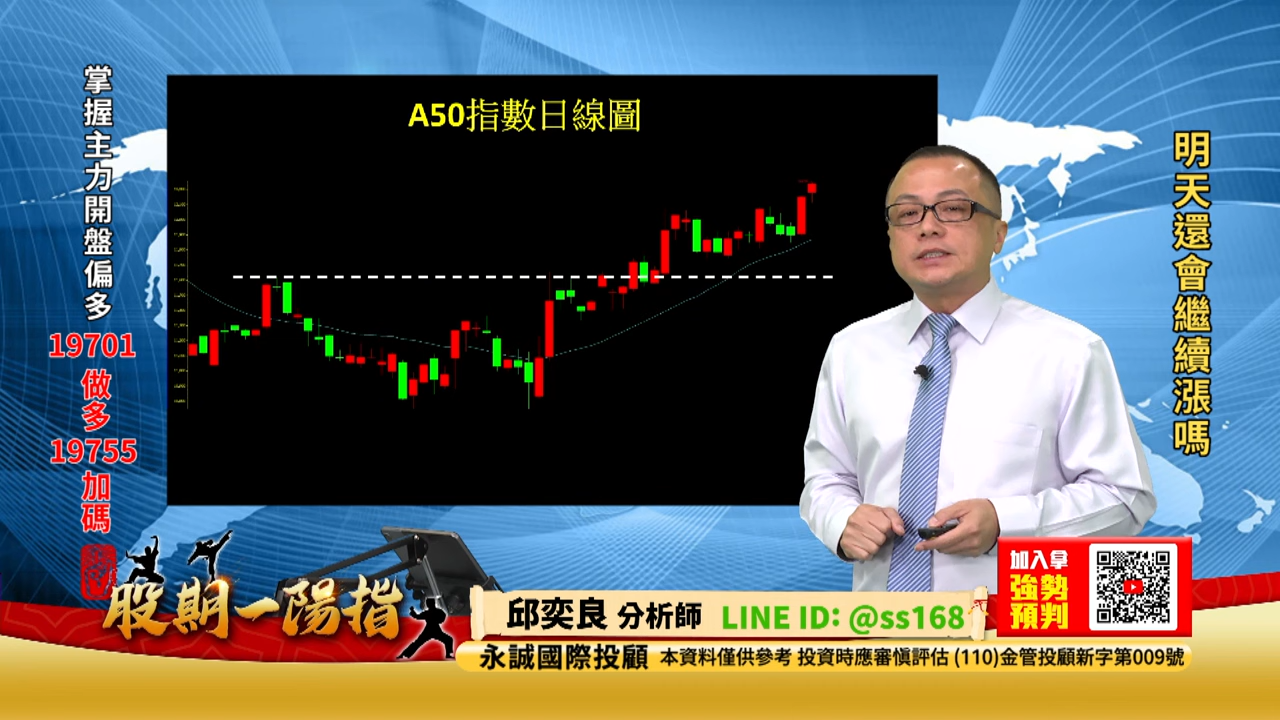 掌握主力開盤偏多
19701
做多
19755
加碼
A50指數日線圖
明天還會繼續漲嗎
股期一陽指
邱奕良 分析師 LINE ID: @ss168
加入拿
強勢
預判
永誠國際投顧 本資料僅供參考 投資時應審慎評估 (110)金管投顧新字第009號